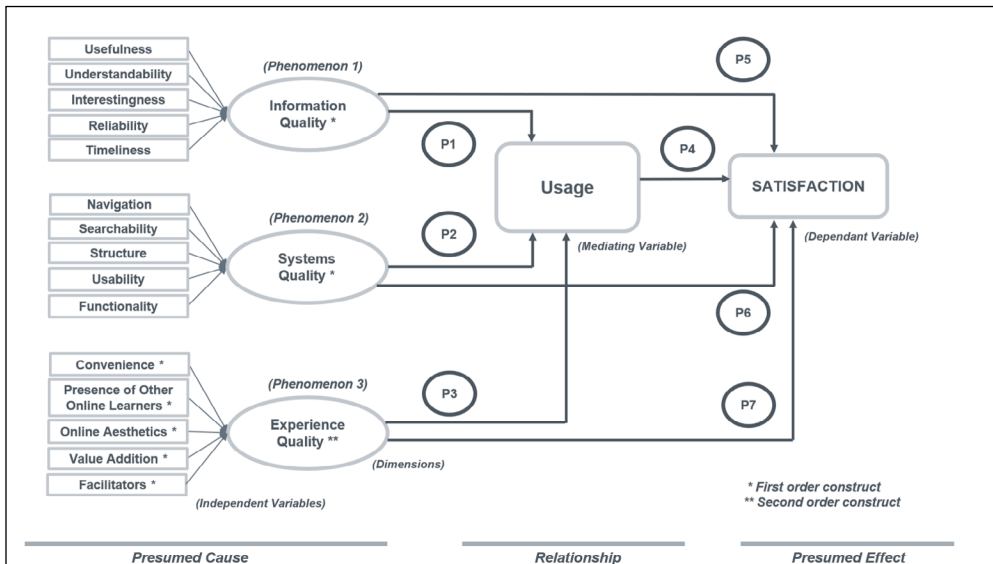 Usefulness
Understandability
Interestingness
Reliability
Timeliness
(Phenomenon 1)
Information
Quality *
P1
P5
Navigation
Searchability
Structure
Usability
Functionality
(Phenomenon 2)
Systems
Quality *
P2
Usage
(Mediating Variable)
P4
SATISFACTION
(Dependant Variable)
P6
Convenience *
Presence of Other
Online Learners *
Online Aesthetics *
Value Addition *
Facilitators *
(Phenomenon 3)
Experience
Quality **
P3
P7
(Dimensions)
(Independent Variables)
* First order construct
** Second order construct
Presumed Cause
Relationship
Presumed Effect